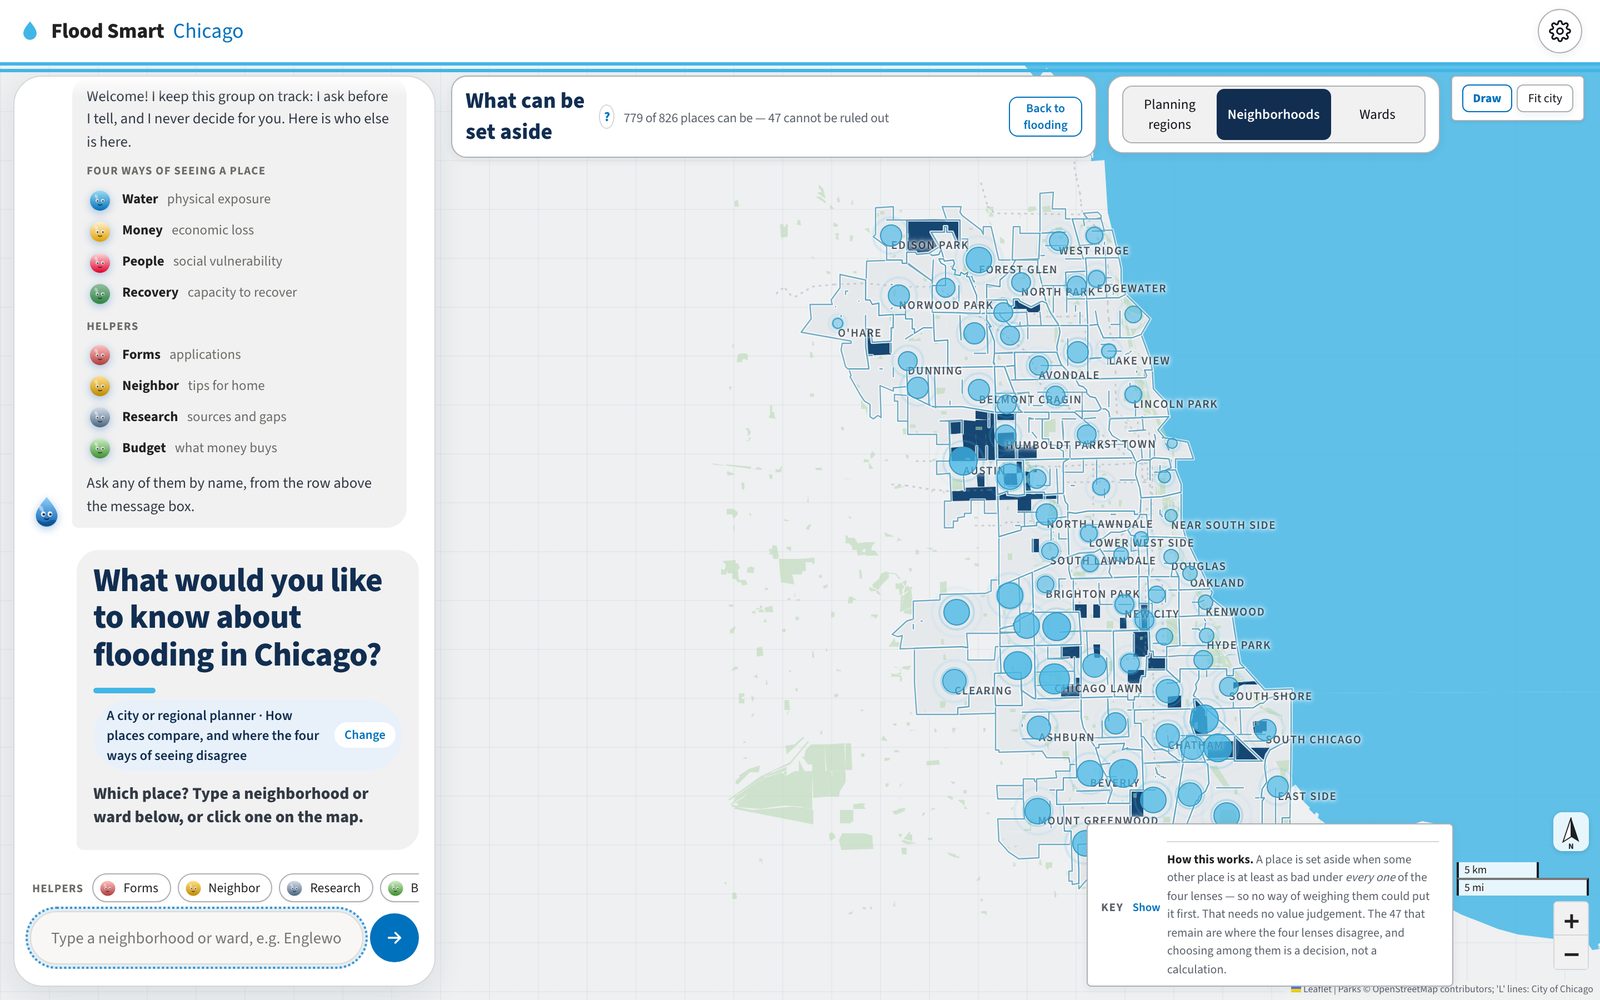 Flood Smart Chicago
Welcome! I keep this group on track: I ask before
I tell, and I never decide for you. Here is who else
is here.
FOUR WAYS OF SEEING A PLACE
Water physical exposure
Money economic loss
People social vulnerability
Recovery capacity to recover
HELPERS
Forms applications
Neighbor tips for home
Research sources and gaps
Budget what money buys
Ask any of them by name, from the row above
the message box.
What would you like
to know about
flooding in Chicago?
A city or regional planner · How
places compare, and where the four
ways of seeing disagree
Change
Which place? Type a neighborhood or
ward below, or click one on the map.
HELPERS Forms Neighbor Research B
Type a neighborhood or ward, e.g. Englewo
What can be
set aside
? 779 of 826 places can be — 47 cannot be ruled out
Back to
flooding
Planning
regions
Neighborhoods
Wards
Draw
Fit city
EDISON PARK
WEST RIDGE
FOREST GLEN
NORTH PARK
EDGEWATER
NORWOOD PARK
O'HARE
LAKE VIEW
DUNNING
AVONDALE
BELMONT CRAGIN
LINCOLN PARK
HUMBOLDT PARK
ST TOWN
AUSTIN
NORTH LAWNDALE
NEAR SOUTH SIDE
LOWER WEST SIDE
SOUTH LAWNDALE
DOUGLAS
OAKLAND
BRIGHTON PARK
NEW CITY
KENWOOD
HYDE PARK
CLEARING
CHICAGO LAWN
SOUTH SHORE
ASHBURN
CHATHAM
SOUTH CHICAGO
BEVERLY
EAST SIDE
MOUNT GREENWOOD
KEY Show
How this works. A place is set aside when some
other place is at least as bad under every one of the
four lenses — so no way of weighing them could put
it first. That needs no value judgement. The 47 that
remain are where the four lenses disagree, and
choosing among them is a decision, not a
calculation.
N
5 km
5 mi
+
−
Leaflet | Parks © OpenStreetMap contributors; 'L' lines: City of Chicago